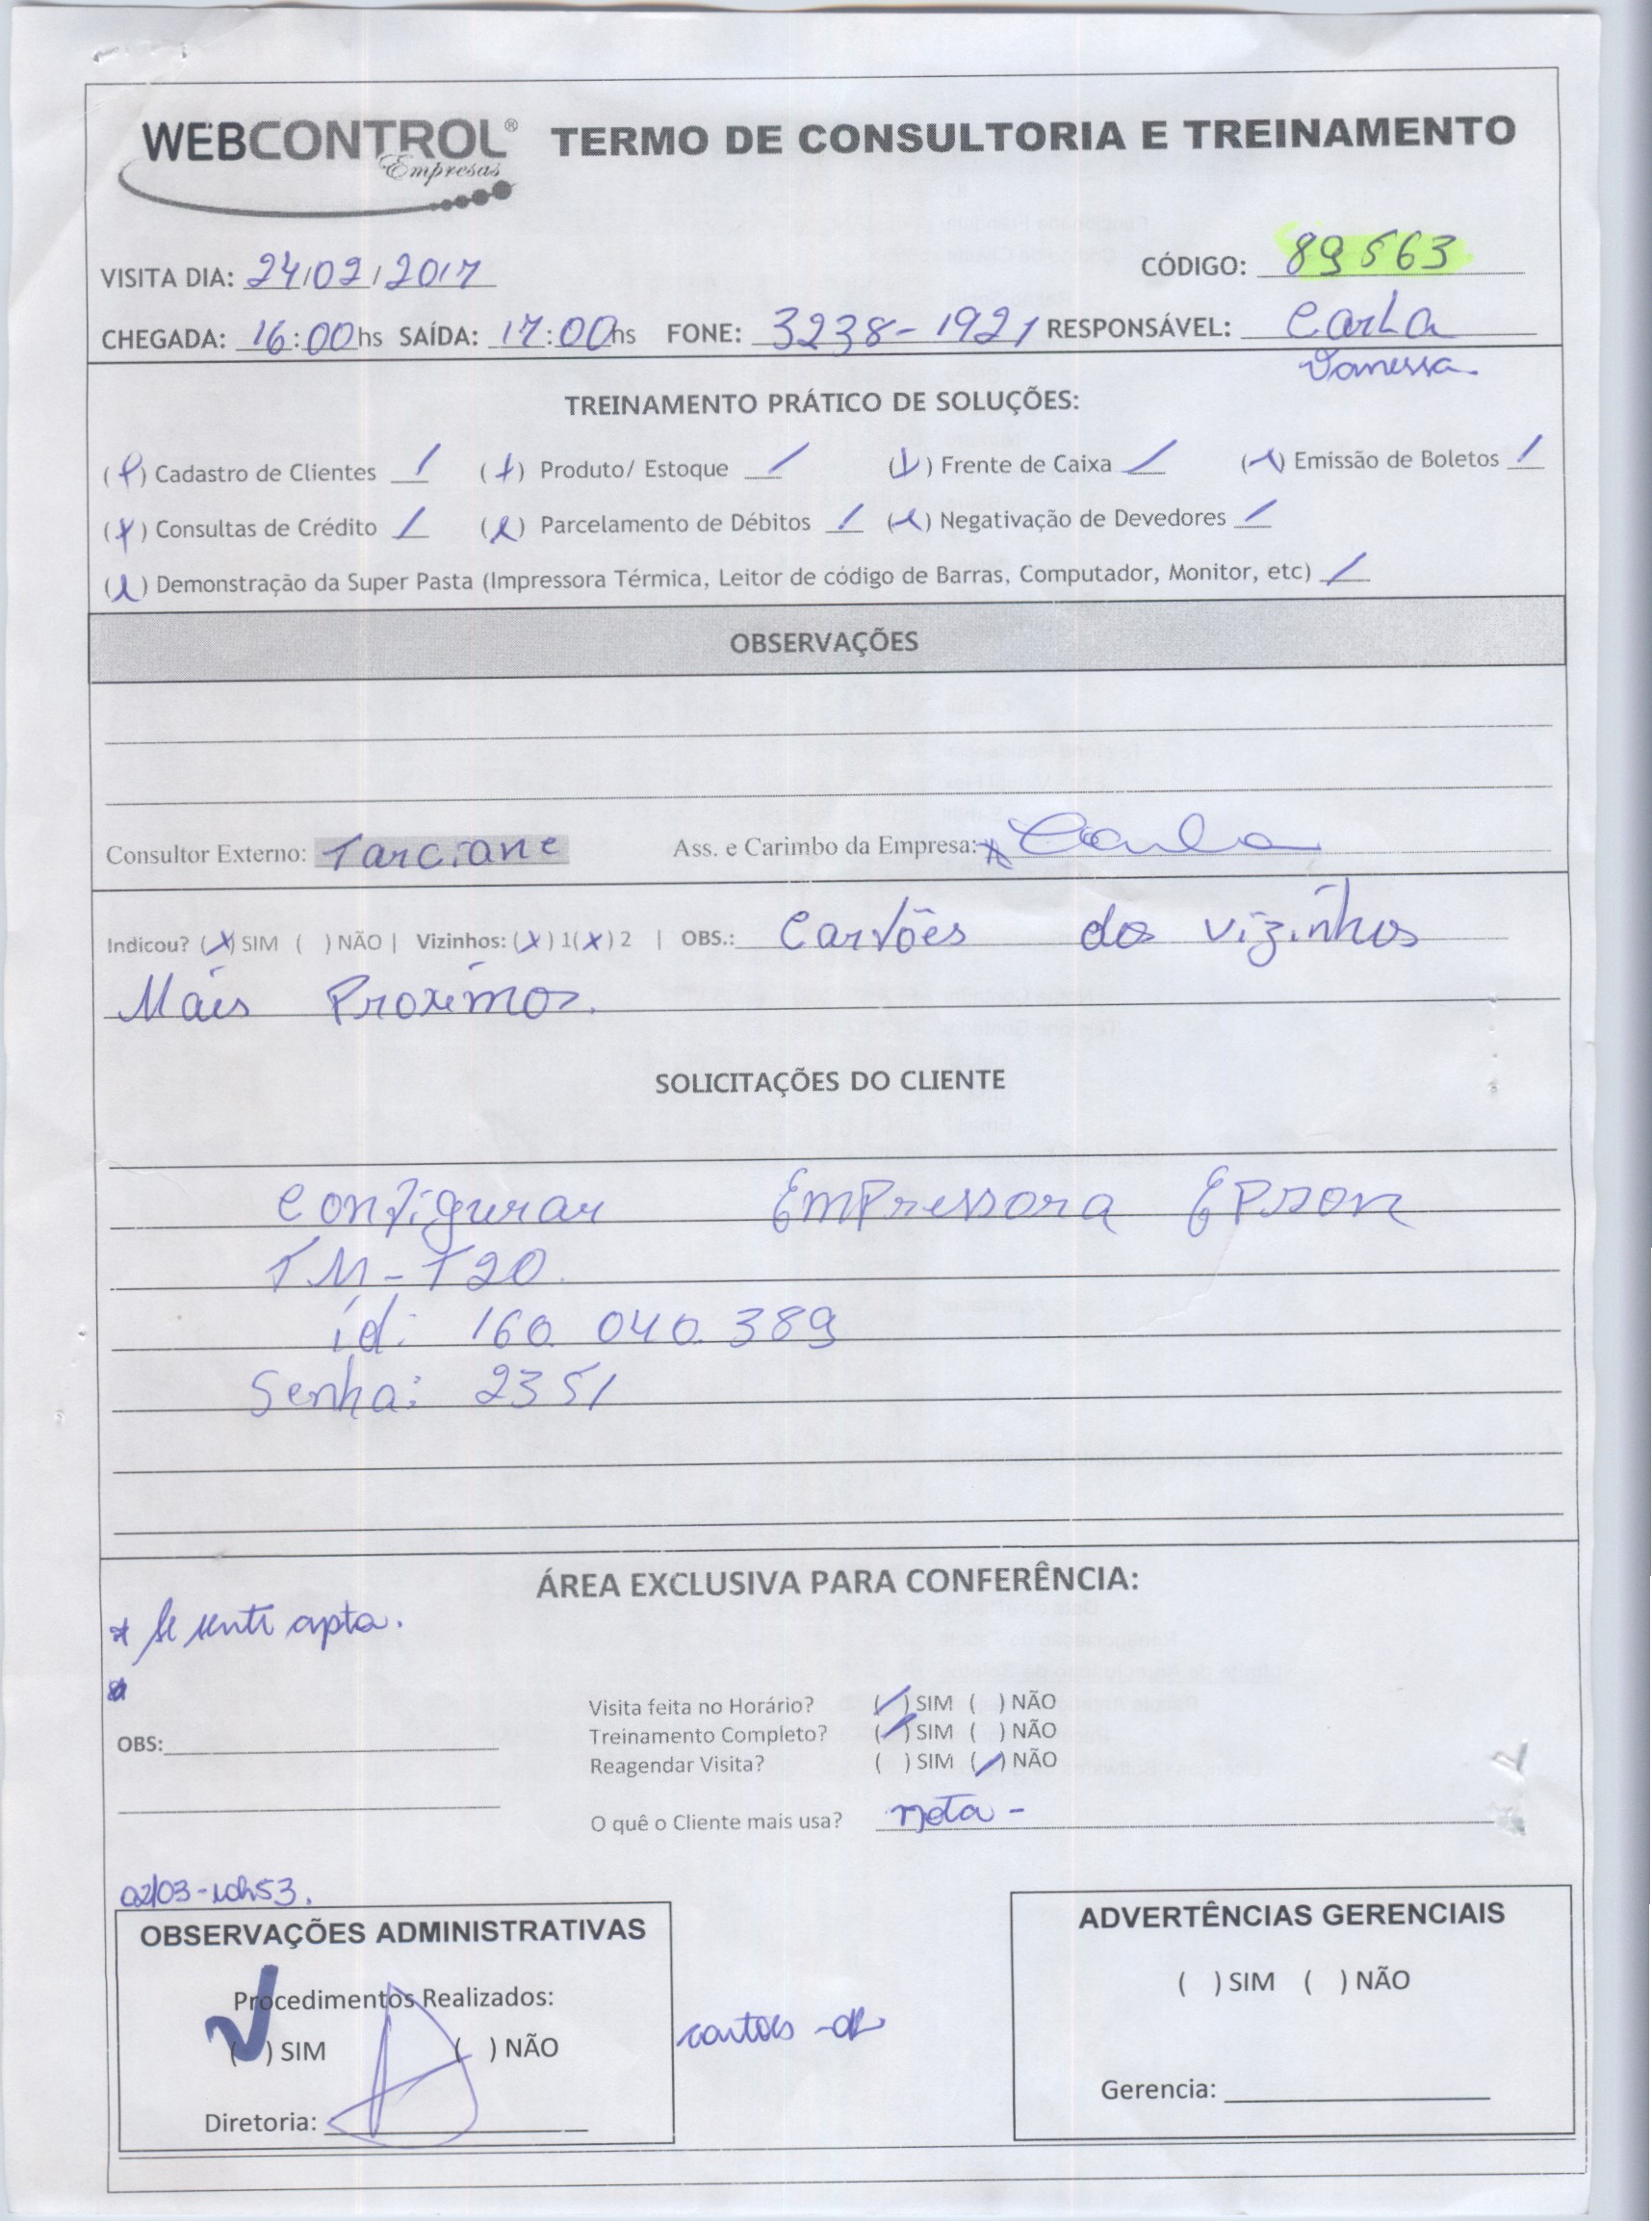 WEBCONTROL® TERMO DE CONSULTORIA E TREINAMENTO
Empresas
VISITA DIA: 24/02/2017 CÓDIGO: 89563
CHEGADA: 16:00hs SAÍDA: 17:00hs FONE: 3238-1921 RESPONSÁVEL: Carla
Vanessa.
TREINAMENTO PRÁTICO DE SOLUÇÕES:
( ) Cadastro de Clientes / ( ) Produto/ Estoque / ( ) Frente de Caixa / ( ) Emissão de Boletos /
( ) Consultas de Crédito / ( ) Parcelamento de Débitos / ( ) Negativação de Devedores /
( ) Demonstração da Super Pasta (Impressora Térmica, Leitor de código de Barras, Computador, Monitor, etc) /
OBSERVAÇÕES
Consultor Externo: Tarciane Ass. e Carimbo da Empresa: Carla
Indicou? (x) SIM ( ) NÃO | Vizinhos: (x) 1(x) 2 | OBS.: Cartões dos vizinhos
Mais Proximos.
SOLICITAÇÕES DO CLIENTE
Configurar Empressora Epson
TM-T20.
id: 160.040.389
Senha: 2351
ÁREA EXCLUSIVA PARA CONFERÊNCIA:
* Se sente apta.
Visita feita no Horário? (/) SIM ( ) NÃO
Treinamento Completo? (/) SIM ( ) NÃO
OBS: Reagendar Visita? ( ) SIM (/) NÃO
O quê o Cliente mais usa? nota -
02/03-10h53.
OBSERVAÇÕES ADMINISTRATIVAS
Procedimentos Realizados:
(✓) SIM ( ) NÃO
Diretoria:
cartões -ok
ADVERTÊNCIAS GERENCIAIS
( ) SIM ( ) NÃO
Gerencia: